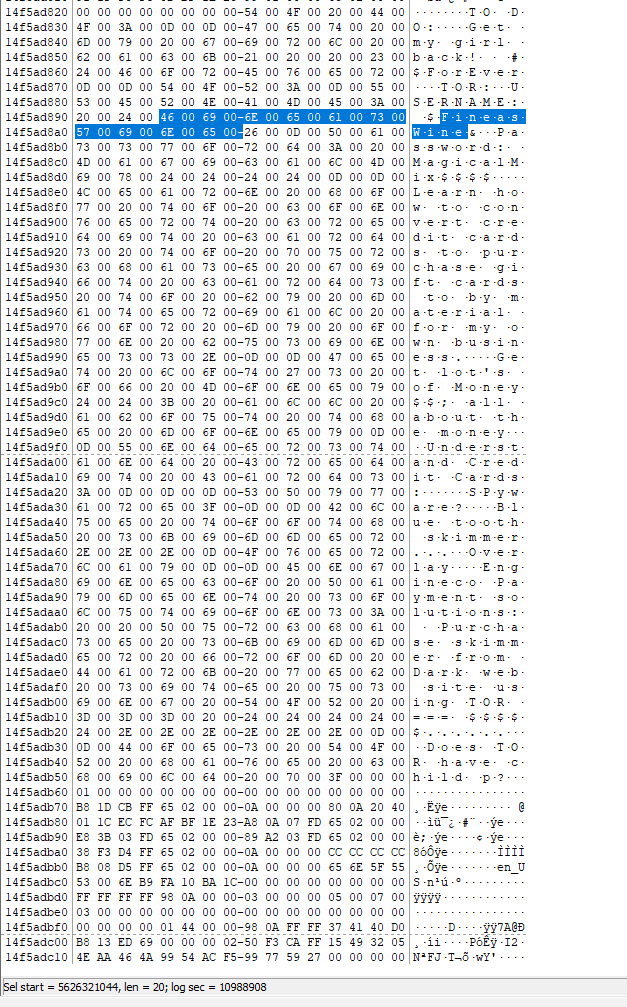 14f5ad820 00 00 00 00 00 00 00 00-54 00 4F 00 20 00 44 00 ········T·O· ·D·
14f5ad830 4F 00 3A 00 0D 00 0D 00-47 00 65 00 74 00 20 00 O·:·····G·e·t· ·
14f5ad840 6D 00 79 00 20 00 67 00-69 00 72 00 6C 00 20 00 m·y· ·g·i·r·l· ·
14f5ad850 62 00 61 00 63 00 6B 00-21 00 20 00 20 00 23 00 b·a·c·k·!· · ·#·
14f5ad860 24 00 46 00 6F 00 72 00-45 00 76 00 65 00 72 00 $·F·o·r·E·v·e·r·
14f5ad870 0D 00 54 00 4F 00 52 00-3A 00 0D 00 0D 00 55 00 ··T·O·R·:·····U·
14f5ad880 53 00 45 00 52 00 4E 00-41 00 4D 00 45 00 3A 00 S·E·R·N·A·M·E·:·
14f5ad890 20 00 24 00 46 00 69 00-6E 00 65 00 61 00 73 00  ·$·F·i·n·e·a·s·
14f5ad8a0 57 00 69 00 6E 00 65 00-26 00 0D 00 50 00 61 00 W·i·n·e·&···P·a·
14f5ad8b0 73 00 73 00 77 00 6F 00-72 00 64 00 3A 00 20 00 s·s·w·o·r·d·:· ·
14f5ad8c0 4D 00 61 00 67 00 69 00-63 00 61 00 6C 00 4D 00 M·a·g·i·c·a·l·M·
14f5ad8d0 69 00 78 00 24 00 24 00-24 00 24 00 0D 00 0D 00 i·x·$·$·$·$·····
14f5ad8e0 4C 00 65 00 61 00 72 00-6E 00 20 00 68 00 6F 00 L·e·a·r·n· ·h·o·
14f5ad8f0 77 00 20 00 74 00 6F 00-20 00 63 00 6F 00 6E 00 w· ·t·o· ·c·o·n·
14f5ad900 76 00 65 00 72 00 74 00-20 00 63 00 72 00 65 00 v·e·r·t· ·c·r·e·
14f5ad910 64 00 69 00 74 00 20 00-63 00 61 00 72 00 64 00 d·i·t· ·c·a·r·d·
14f5ad920 73 00 20 00 74 00 6F 00-20 00 70 00 75 00 72 00 s· ·t·o· ·p·u·r·
14f5ad930 63 00 68 00 61 00 73 00-65 00 20 00 67 00 69 00 c·h·a·s·e· ·g·i·
14f5ad940 66 00 74 00 20 00 63 00-61 00 72 00 64 00 73 00 f·t· ·c·a·r·d·s·
14f5ad950 20 00 74 00 6F 00 20 00-62 00 79 00 20 00 6D 00  ·t·o· ·b·y· ·m·
14f5ad960 61 00 74 00 65 00 72 00-69 00 61 00 6C 00 20 00 a·t·e·r·i·a·l· ·
14f5ad970 66 00 6F 00 72 00 20 00-6D 00 79 00 20 00 6F 00 f·o·r· ·m·y· ·o·
14f5ad980 77 00 6E 00 20 00 62 00-75 00 73 00 69 00 6E 00 w·n· ·b·u·s·i·n·
14f5ad990 65 00 73 00 73 00 2E 00-0D 00 0D 00 47 00 65 00 e·s·s·.·····G·e·
14f5ad9a0 74 00 20 00 6C 00 6F 00-74 00 27 00 73 00 20 00 t· ·l·o·t·'·s· ·
14f5ad9b0 6F 00 66 00 20 00 4D 00-6F 00 6E 00 65 00 79 00 o·f· ·M·o·n·e·y·
14f5ad9c0 24 00 24 00 3B 00 20 00-61 00 6C 00 6C 00 20 00 $·$·;· ·a·l·l· ·
14f5ad9d0 61 00 62 00 6F 00 75 00-74 00 20 00 74 00 68 00 a·b·o·u·t· ·t·h·
14f5ad9e0 65 00 20 00 6D 00 6F 00-6E 00 65 00 79 00 0D 00 e· ·m·o·n·e·y···
14f5ad9f0 0D 00 55 00 6E 00 64 00-65 00 72 00 73 00 74 00 ··U·n·d·e·r·s·t·
14f5ada00 61 00 6E 00 64 00 20 00-43 00 72 00 65 00 64 00 a·n·d· ·C·r·e·d·
14f5ada10 69 00 74 00 20 00 43 00-61 00 72 00 64 00 73 00 i·t· ·C·a·r·d·s·
14f5ada20 3A 00 0D 00 0D 00 0D 00-53 00 50 00 79 00 77 00 :·······S·P·y·w·
14f5ada30 61 00 72 00 65 00 3F 00-0D 00 0D 00 42 00 6C 00 a·r·e·?·····B·l·
14f5ada40 75 00 65 00 20 00 74 00-6F 00 6F 00 74 00 68 00 u·e· ·t·o·o·t·h·
14f5ada50 20 00 73 00 6B 00 69 00-6D 00 6D 00 65 00 72 00  ·s·k·i·m·m·e·r·
14f5ada60 2E 00 2E 00 2E 00 0D 00-4F 00 76 00 65 00 72 00 .·.·.···O·v·e·r·
14f5ada70 6C 00 61 00 79 00 0D 00-0D 00 45 00 6E 00 67 00 l·a·y·····E·n·g·
14f5ada80 69 00 6E 00 65 00 63 00-6F 00 20 00 50 00 61 00 i·n·e·c·o· ·P·a·
14f5ada90 79 00 6D 00 65 00 6E 00-74 00 20 00 73 00 6F 00 y·m·e·n·t· ·s·o·
14f5adaa0 6C 00 75 00 74 00 69 00-6F 00 6E 00 73 00 3A 00 l·u·t·i·o·n·s·:·
14f5adab0 20 00 20 00 50 00 75 00-72 00 63 00 68 00 61 00  · ·P·u·r·c·h·a·
14f5adac0 73 00 65 00 20 00 73 00-6B 00 69 00 6D 00 6D 00 s·e· ·s·k·i·m·m·
14f5adad0 65 00 72 00 20 00 66 00-72 00 6F 00 6D 00 20 00 e·r· ·f·r·o·m· ·
14f5adae0 44 00 61 00 72 00 6B 00-20 00 77 00 65 00 62 00 D·a·r·k· ·w·e·b·
14f5adaf0 20 00 73 00 69 00 74 00-65 00 20 00 75 00 73 00  ·s·i·t·e· ·u·s·
14f5adb00 69 00 6E 00 67 00 20 00-54 00 4F 00 52 00 20 00 i·n·g· ·T·O·R· ·
14f5adb10 3D 00 3D 00 3D 00 20 00-24 00 24 00 24 00 24 00 =·=·=· ·$·$·$·$·
14f5adb20 24 00 2E 00 2E 00 2E 00-2E 00 2E 00 2E 00 0D 00 $·.·.·.·.·.·.···
14f5adb30 0D 00 44 00 6F 00 65 00-73 00 20 00 54 00 4F 00 ··D·o·e·s· ·T·O·
14f5adb40 52 00 20 00 68 00 61 00-76 00 65 00 20 00 63 00 R· ·h·a·v·e· ·c·
14f5adb50 68 00 69 00 6C 00 64 00-20 00 70 00 3F 00 00 00 h·i·l·d· ·p·?···
14f5adb60 01 00 00 00 00 00 00 00-00 00 00 00 00 00 00 00 ················
14f5adb70 B8 1D CB FF 65 02 00 00-0A 00 00 00 80 0A 20 40 ¸·Ëÿe········· @
14f5adb80 01 1C EC FC AF BF 1E 23-A8 0A 07 FD 65 02 00 00 ··ìü¯¿·#¨··ýe···
14f5adb90 E8 3B 03 FD 65 02 00 00-89 A2 03 FD 65 02 00 00 è;·ýe····¢·ýe···
14f5adba0 38 F3 D4 FF 65 02 00 00-0A 00 00 00 CC CC CC CC 8óÔÿe·······ÌÌÌÌ
14f5adbb0 B8 08 D5 FF 65 02 00 00-0A 00 00 00 65 6E 5F 55 ¸·Õÿe·······en_U
14f5adbc0 53 00 6E B9 FA 10 BA 1C-00 00 00 00 00 00 00 00 S·n¹ú·º·········
14f5adbd0 FF FF FF FF 98 0A 00 00-03 00 00 05 00 07 00 ÿÿÿÿ············
14f5adbe0 03 00 00 00 00 00 00 00-00 00 00 00 00 00 00 00 ················
14f5adbf0 00 00 00 00 01 44 00 00-98 0A FF FF 37 41 40 D0 ·····D····ÿÿ7A@Ð
14f5adc00 B8 13 ED 69 00 00 00 02-50 F3 CA FF 15 49 32 05 ¸·íi····PóÊÿ·I2·
14f5adc10 4E AA 46 4A 99 54 AC F5-99 77 59 27 00 00 00 00 NªFJ·T¬õ·wY'····
Sel start = 5626321044, len = 20; log sec = 10988908